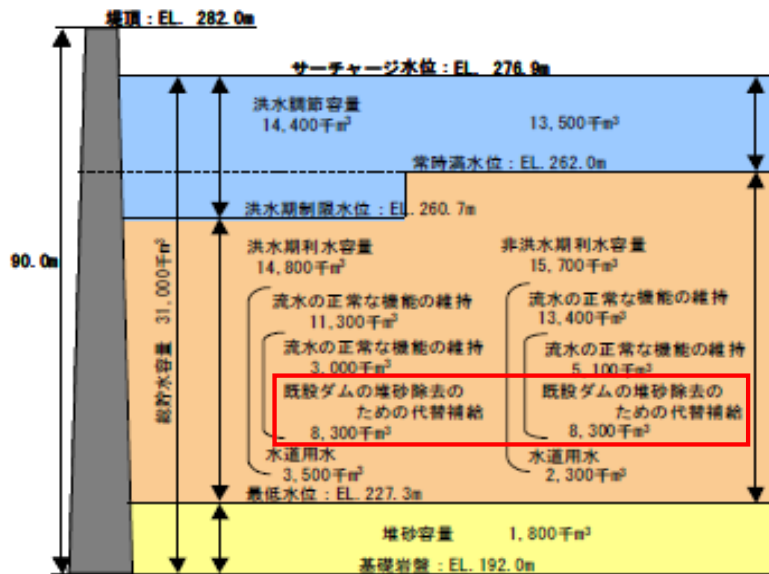 堤頂：EL. 282.0m
サーチャージ水位：EL. 276.9m
洪水調節容量
14,400千m³
13,500千m³
常時満水位：EL.262.0m
洪水期制限水位：EL.260.7m
90.0m
総貯水容量 31,000千m³
洪水期利水容量
14,800千m³
流水の正常な機能の維持
11,300千m³
流水の正常な機能の維持
3,000千m³
既設ダムの堆砂除去の
ための代替補給
8,300千m³
水道用水
3,500千m³
非洪水期利水容量
15,700千m³
流水の正常な機能の維持
13,400千m³
流水の正常な機能の維持
5,100千m³
既設ダムの堆砂除去の
ための代替補給
8,300千m³
水道用水
2,300千m³
最低水位：EL.227.3m
堆砂容量 1,800千m³
基礎岩盤：EL.192.0m